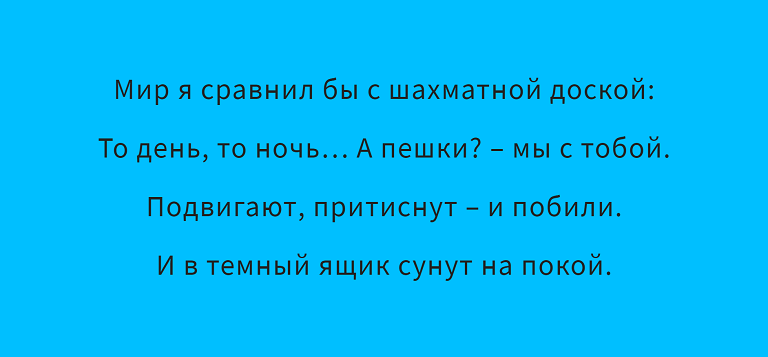 Мир я сравнил бы с шахматной доской:
То день, то ночь… А пешки? – мы с тобой.
Подвигают, притиснут – и побили.
И в темный ящик сунут на покой.